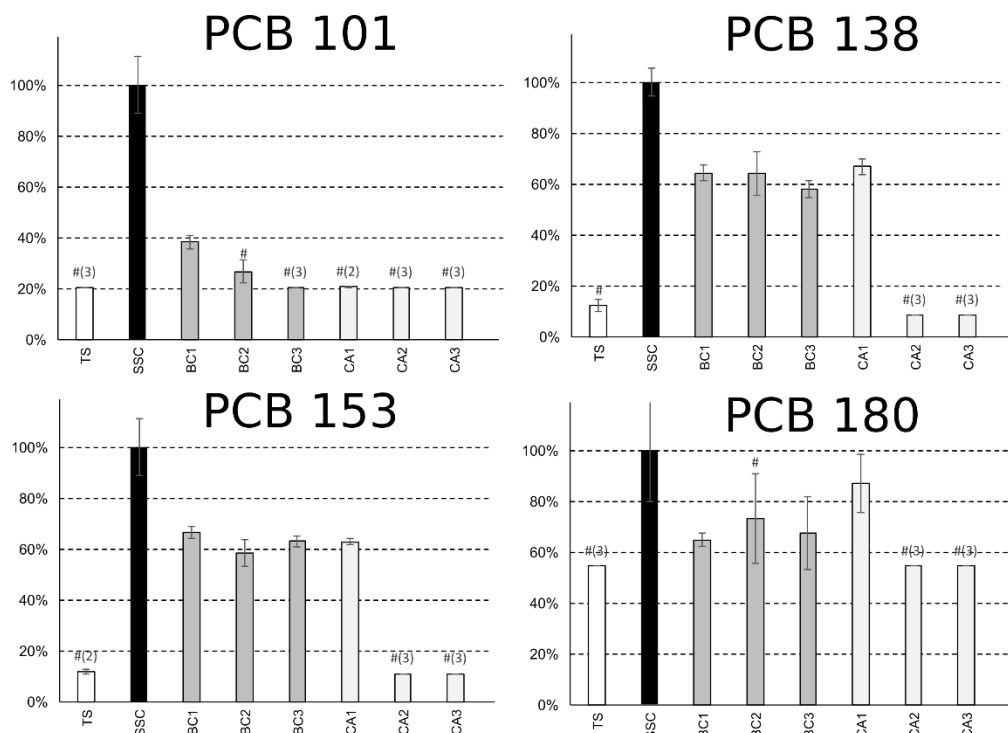 PCB 101
100%
80%
60%
40%
20%
0%
#(3)
#
#(3)
#(2)
#(3)
#(3)
TS
SSC
BC1
BC2
BC3
CA1
CA2
CA3
PCB 138
100%
80%
60%
40%
20%
0%
#
#(3)
#(3)
TS
SSC
BC1
BC2
BC3
CA1
CA2
CA3
PCB 153
100%
80%
60%
40%
20%
0%
#(2)
#(3)
#(3)
TS
SSC
BC1
BC2
BC3
CA1
CA2
CA3
PCB 180
100%
80%
60%
40%
20%
0%
#(3)
#
#(3)
#(3)
TS
SSC
BC1
BC2
BC3
CA1
CA2
CA3